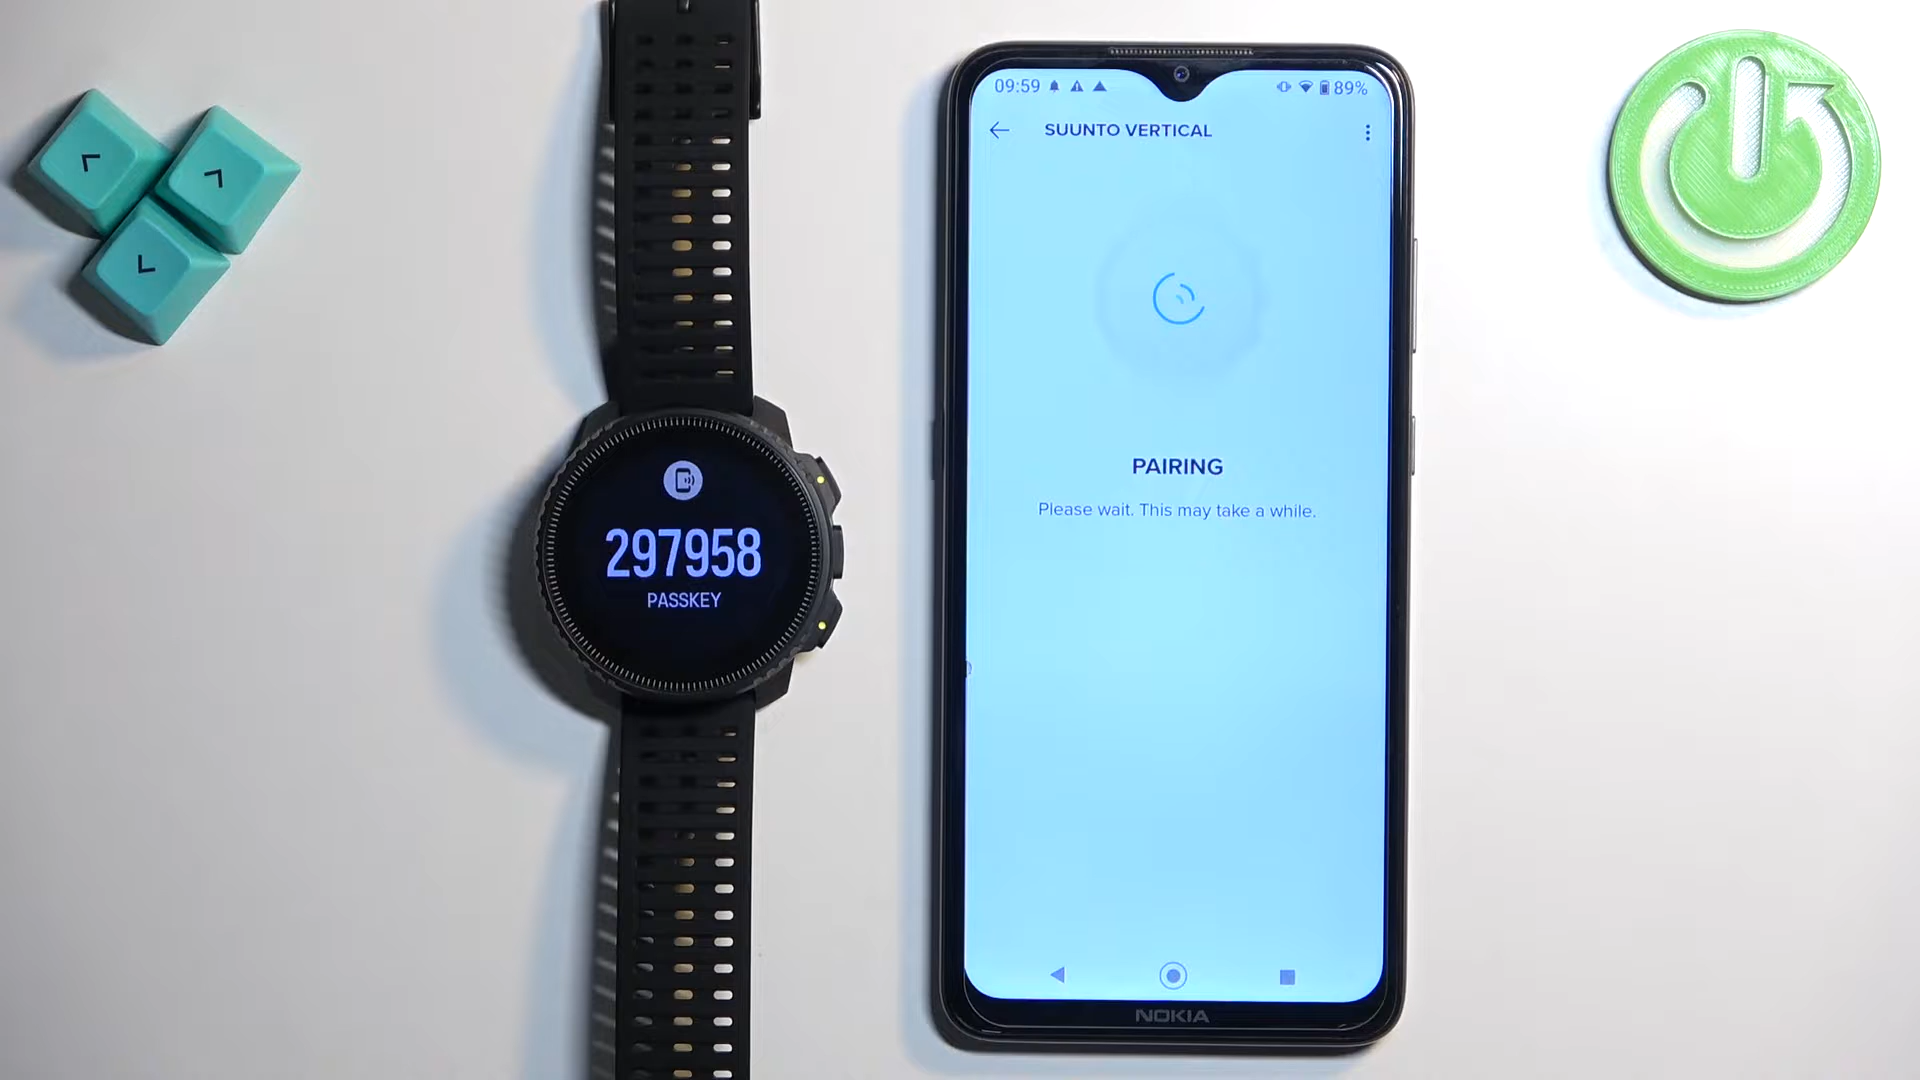 297958
PASSKEY
09:59
89%
SUUNTO VERTICAL
PAIRING
Please wait. This may take a while.
NOKIA